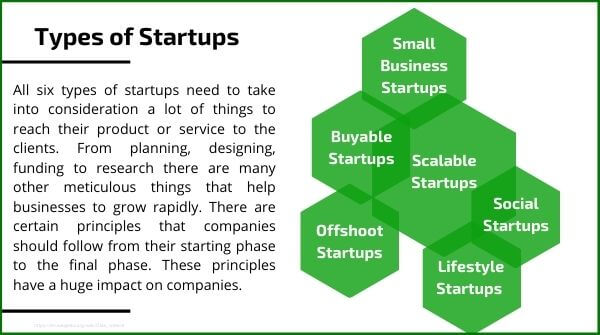 Types of Startups
All six types of startups need to take
into consideration a lot of things to
reach their product or service to the
clients. From planning, designing,
funding to research there are many
other meticulous things that help
businesses to grow rapidly. There are
certain principles that companies
should follow from their starting phase
to the final phase. These principles
have a huge impact on companies.
Small
Business
Startups
Buyable
Startups
Scalable
Startups
Social
Startups
Offshoot
Startups
Lifestyle
Startups